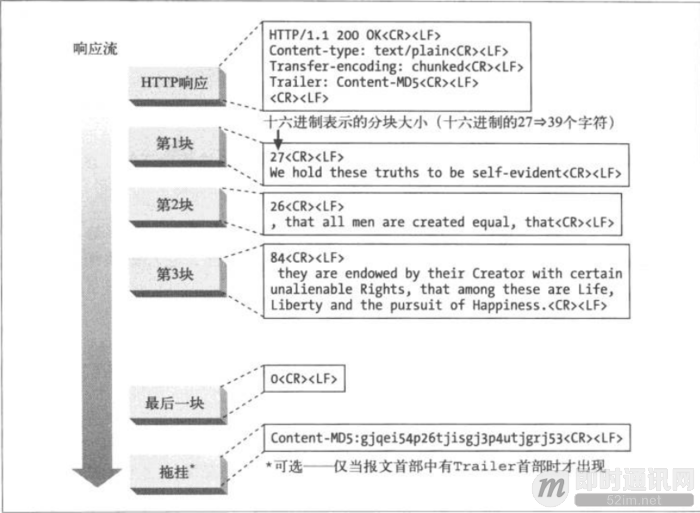 响应流
HTTP响应
HTTP/1.1 200 OK<CR><LF>
Content-type: text/plain<CR><LF>
Transfer-encoding: chunked<CR><LF>
Trailer: Content-MD5<CR><LF>
<CR><LF>
十六进制表示的分块大小（十六进制的27⇒39个字符）
第1块
27<CR><LF>
We hold these truths to be self-evident<CR><LF>
第2块
26<CR><LF>
, that all men are created equal, that<CR><LF>
第3块
84<CR><LF>
they are endowed by their Creator with certain
unalienable Rights, that among these are Life,
Liberty and the pursuit of Happiness.<CR><LF>
最后一块
0<CR><LF>
拖挂*
Content-MD5:gjqei54p26tjisgj3p4utjgrj53<CR><LF>
*可选——仅当报文首部中有Trailer首部时才出现
即时通讯网
52im.net